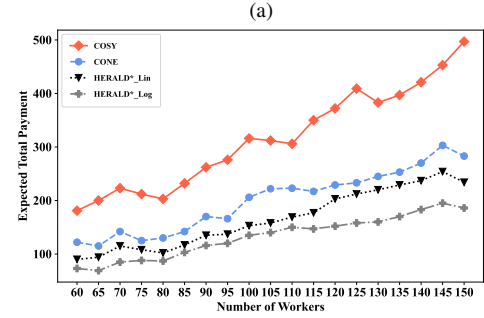 (a)
500
400
300
200
100
Expected Total Payment
COSY
CONE
HERALD*_Lin
HERALD*_Log
60 65 70 75 80 85 90 95 100 105 110 115 120 125 130 135 140 145 150
Number of Workers